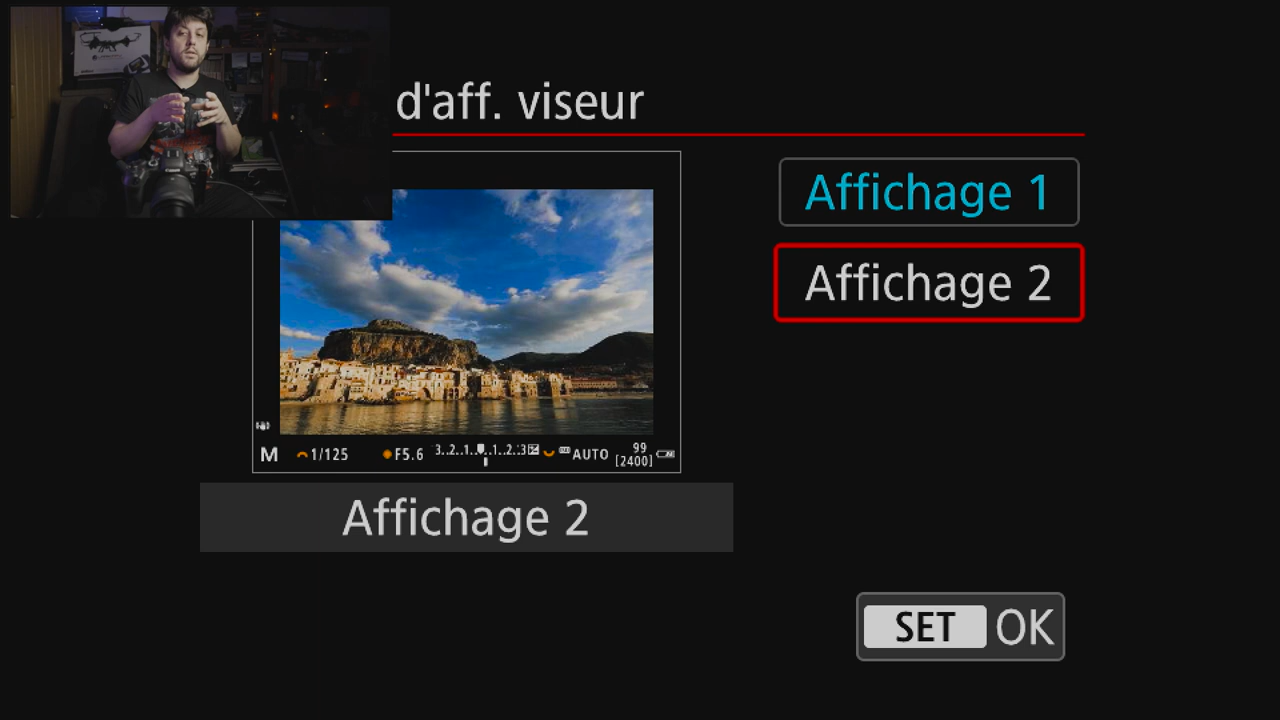 d'aff. viseur
Affichage 1
Affichage 2
M 1/125 F5.6 3..2..1..▮..1..2..3 AUTO 99
[2400]
Affichage 2
SET OK